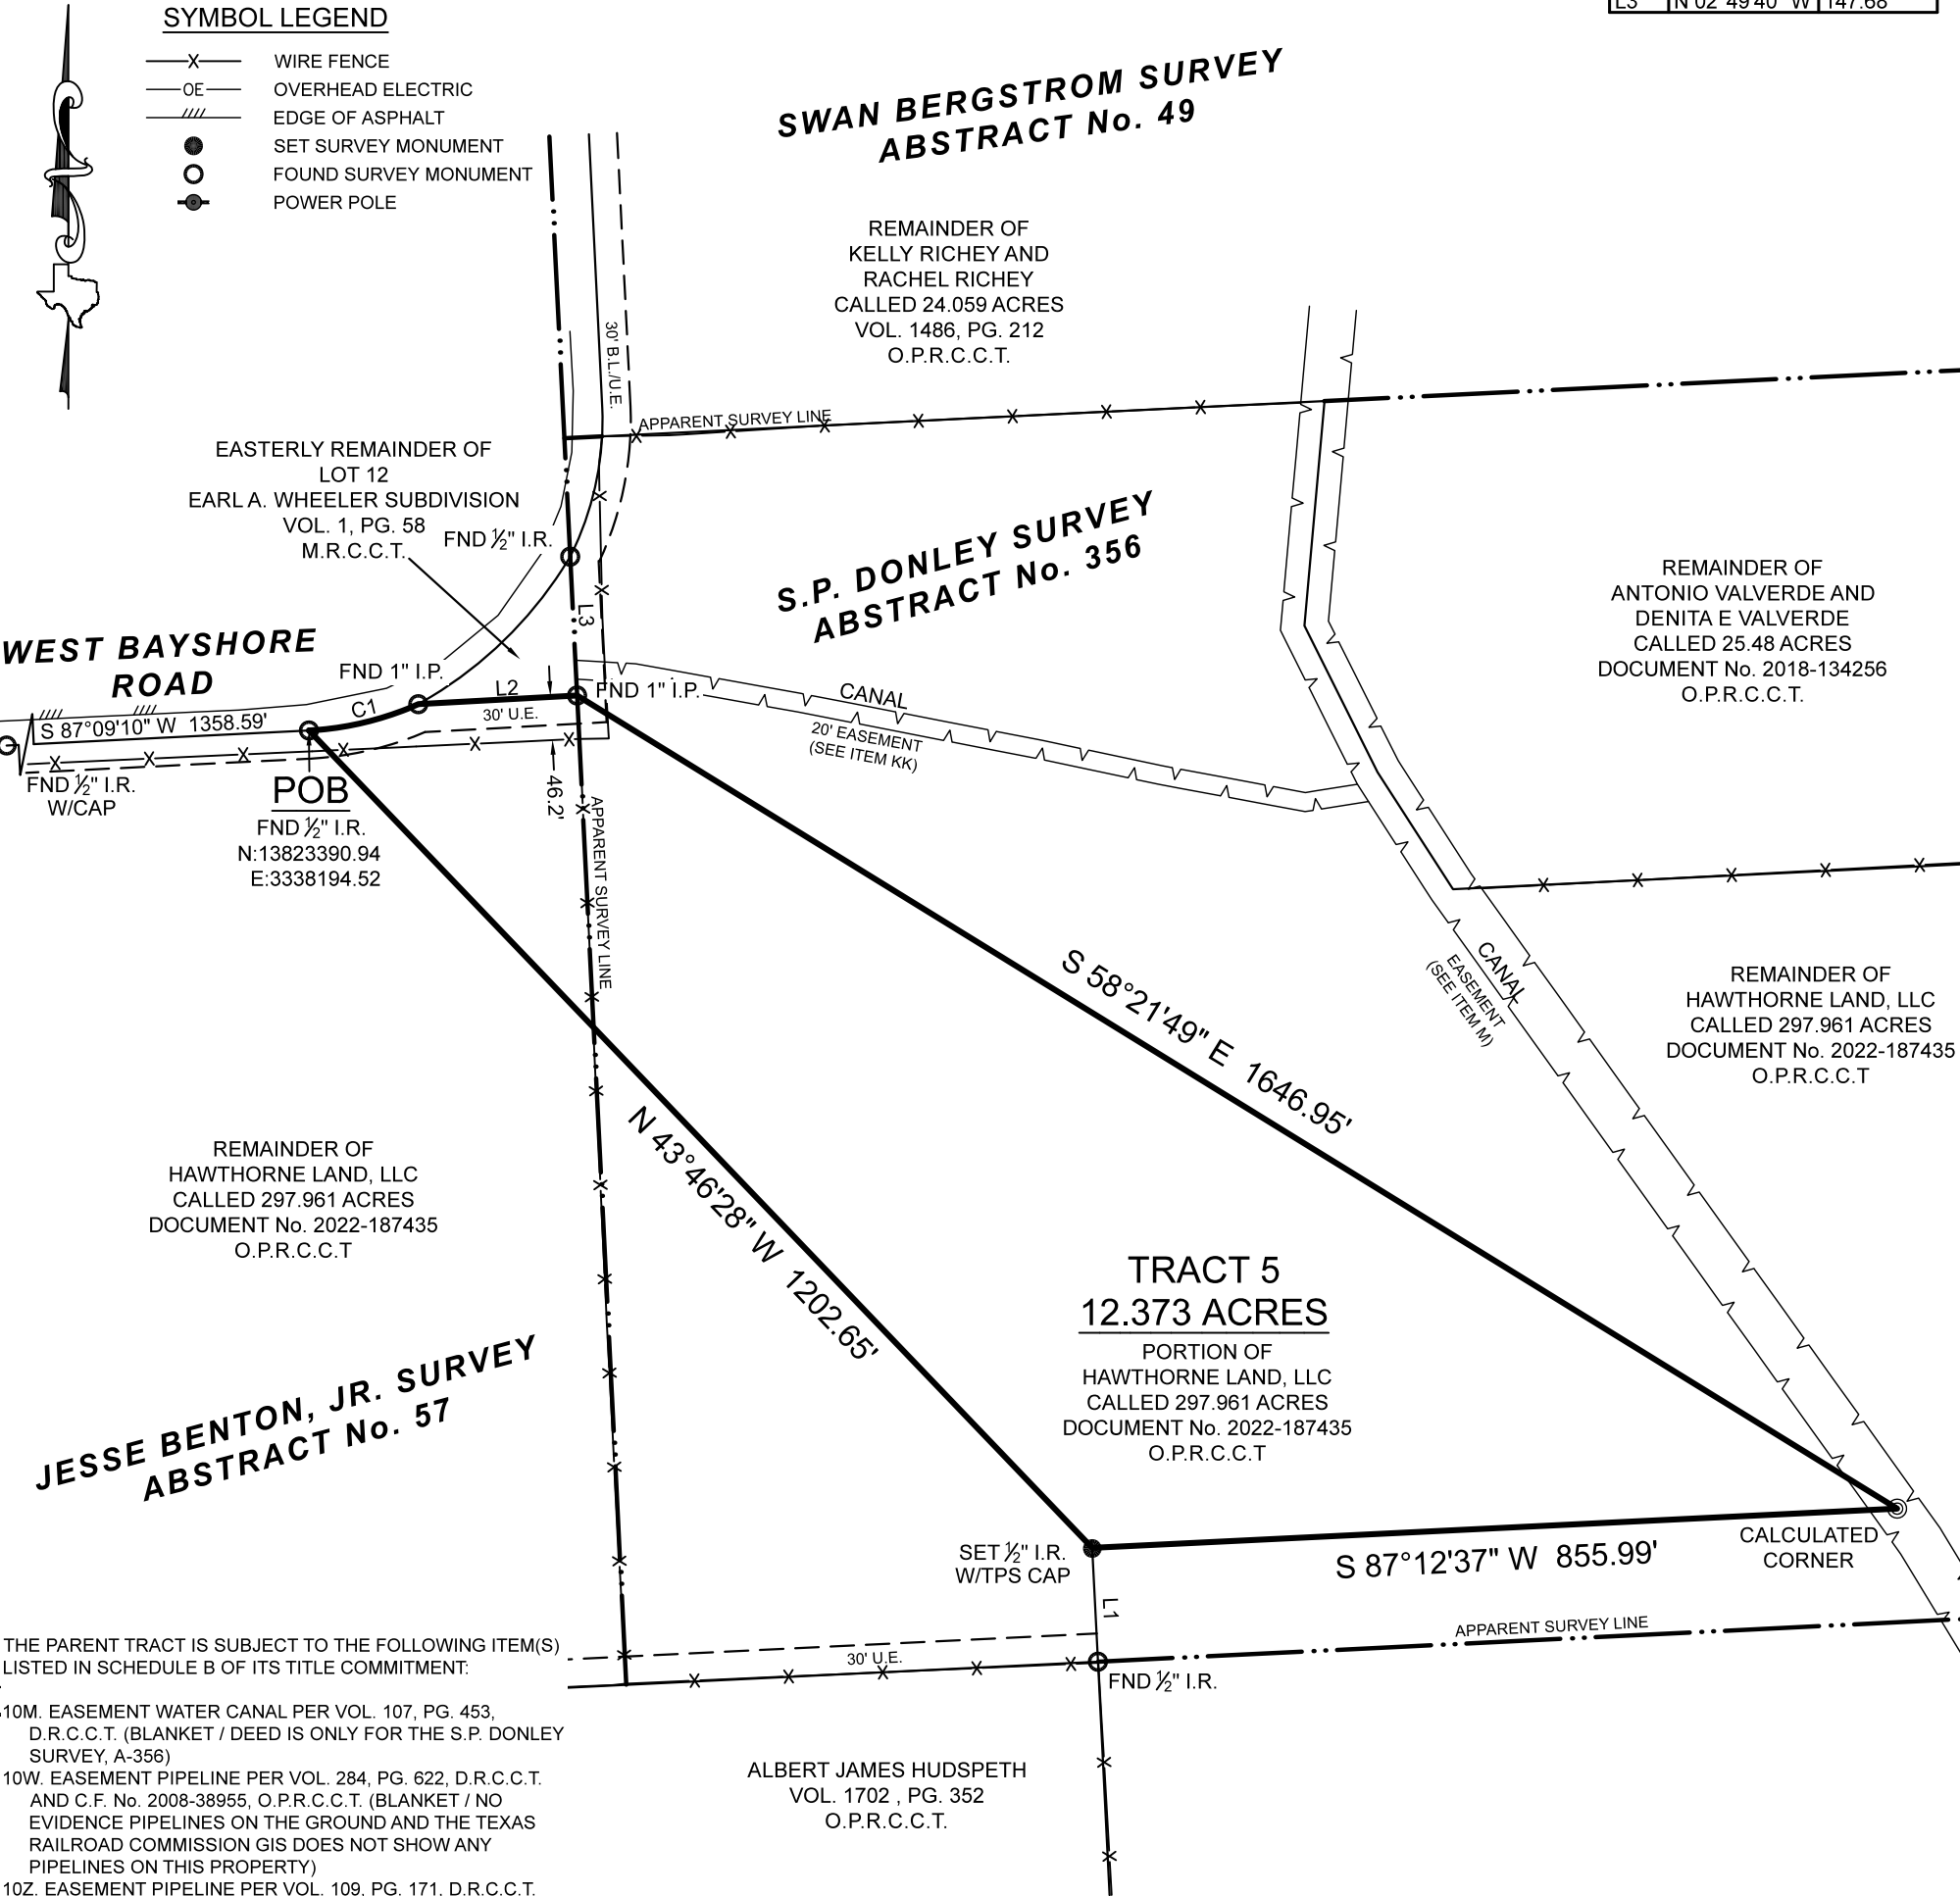 SYMBOL LEGEND
WIRE FENCE
OE
OVERHEAD ELECTRIC
EDGE OF ASPHALT
SET SURVEY MONUMENT
FOUND SURVEY MONUMENT
POWER POLE
L3 N 02°49'40" W 147.68'
SWAN BERGSTROM SURVEY
ABSTRACT No. 49
REMAINDER OF
KELLY RICHEY AND
RACHEL RICHEY
CALLED 24.059 ACRES
VOL. 1486, PG. 212
O.P.R.C.C.T.
30' B.L./U.E.
APPARENT SURVEY LINE
EASTERLY REMAINDER OF
LOT 12
EARL A. WHEELER SUBDIVISION
VOL. 1, PG. 58
M.R.C.C.T.
FND ½" I.R.
S.P. DONLEY SURVEY
ABSTRACT No. 356
REMAINDER OF
ANTONIO VALVERDE AND
DENITA E VALVERDE
CALLED 25.48 ACRES
DOCUMENT No. 2018-134256
O.P.R.C.C.T.
WEST BAYSHORE
ROAD
L3
FND 1" I.P.
L2
FND 1" I.P.
C1
30' U.E.
S 87°09'10" W 1358.59'
CANAL
20' EASEMENT
(SEE ITEM KK)
FND ½" I.R.
W/CAP
POB
FND ½" I.R.
N:13823390.94
E:3338194.52
46.2'
APPARENT SURVEY LINE
S 58°21'49" E 1646.95'
CANAL
EASEMENT
(SEE ITEM M)
REMAINDER OF
HAWTHORNE LAND, LLC
CALLED 297.961 ACRES
DOCUMENT No. 2022-187435
O.P.R.C.C.T
REMAINDER OF
HAWTHORNE LAND, LLC
CALLED 297.961 ACRES
DOCUMENT No. 2022-187435
O.P.R.C.C.T
N 43°46'28" W 1202.65'
TRACT 5
12.373 ACRES
PORTION OF
HAWTHORNE LAND, LLC
CALLED 297.961 ACRES
DOCUMENT No. 2022-187435
O.P.R.C.C.T
JESSE BENTON, JR. SURVEY
ABSTRACT No. 57
SET ½" I.R.
W/TPS CAP
S 87°12'37" W 855.99'
CALCULATED
CORNER
L1
APPARENT SURVEY LINE
30' U.E.
FND ½" I.R.
THE PARENT TRACT IS SUBJECT TO THE FOLLOWING ITEM(S)
LISTED IN SCHEDULE B OF ITS TITLE COMMITMENT:
10M. EASEMENT WATER CANAL PER VOL. 107, PG. 453,
D.R.C.C.T. (BLANKET / DEED IS ONLY FOR THE S.P. DONLEY
SURVEY, A-356)
10W. EASEMENT PIPELINE PER VOL. 284, PG. 622, D.R.C.C.T.
AND C.F. No. 2008-38955, O.P.R.C.C.T. (BLANKET / NO
EVIDENCE PIPELINES ON THE GROUND AND THE TEXAS
RAILROAD COMMISSION GIS DOES NOT SHOW ANY
PIPELINES ON THIS PROPERTY)
10Z. EASEMENT PIPELINE PER VOL. 109, PG. 171, D.R.C.C.T.
ALBERT JAMES HUDSPETH
VOL. 1702 , PG. 352
O.P.R.C.C.T.